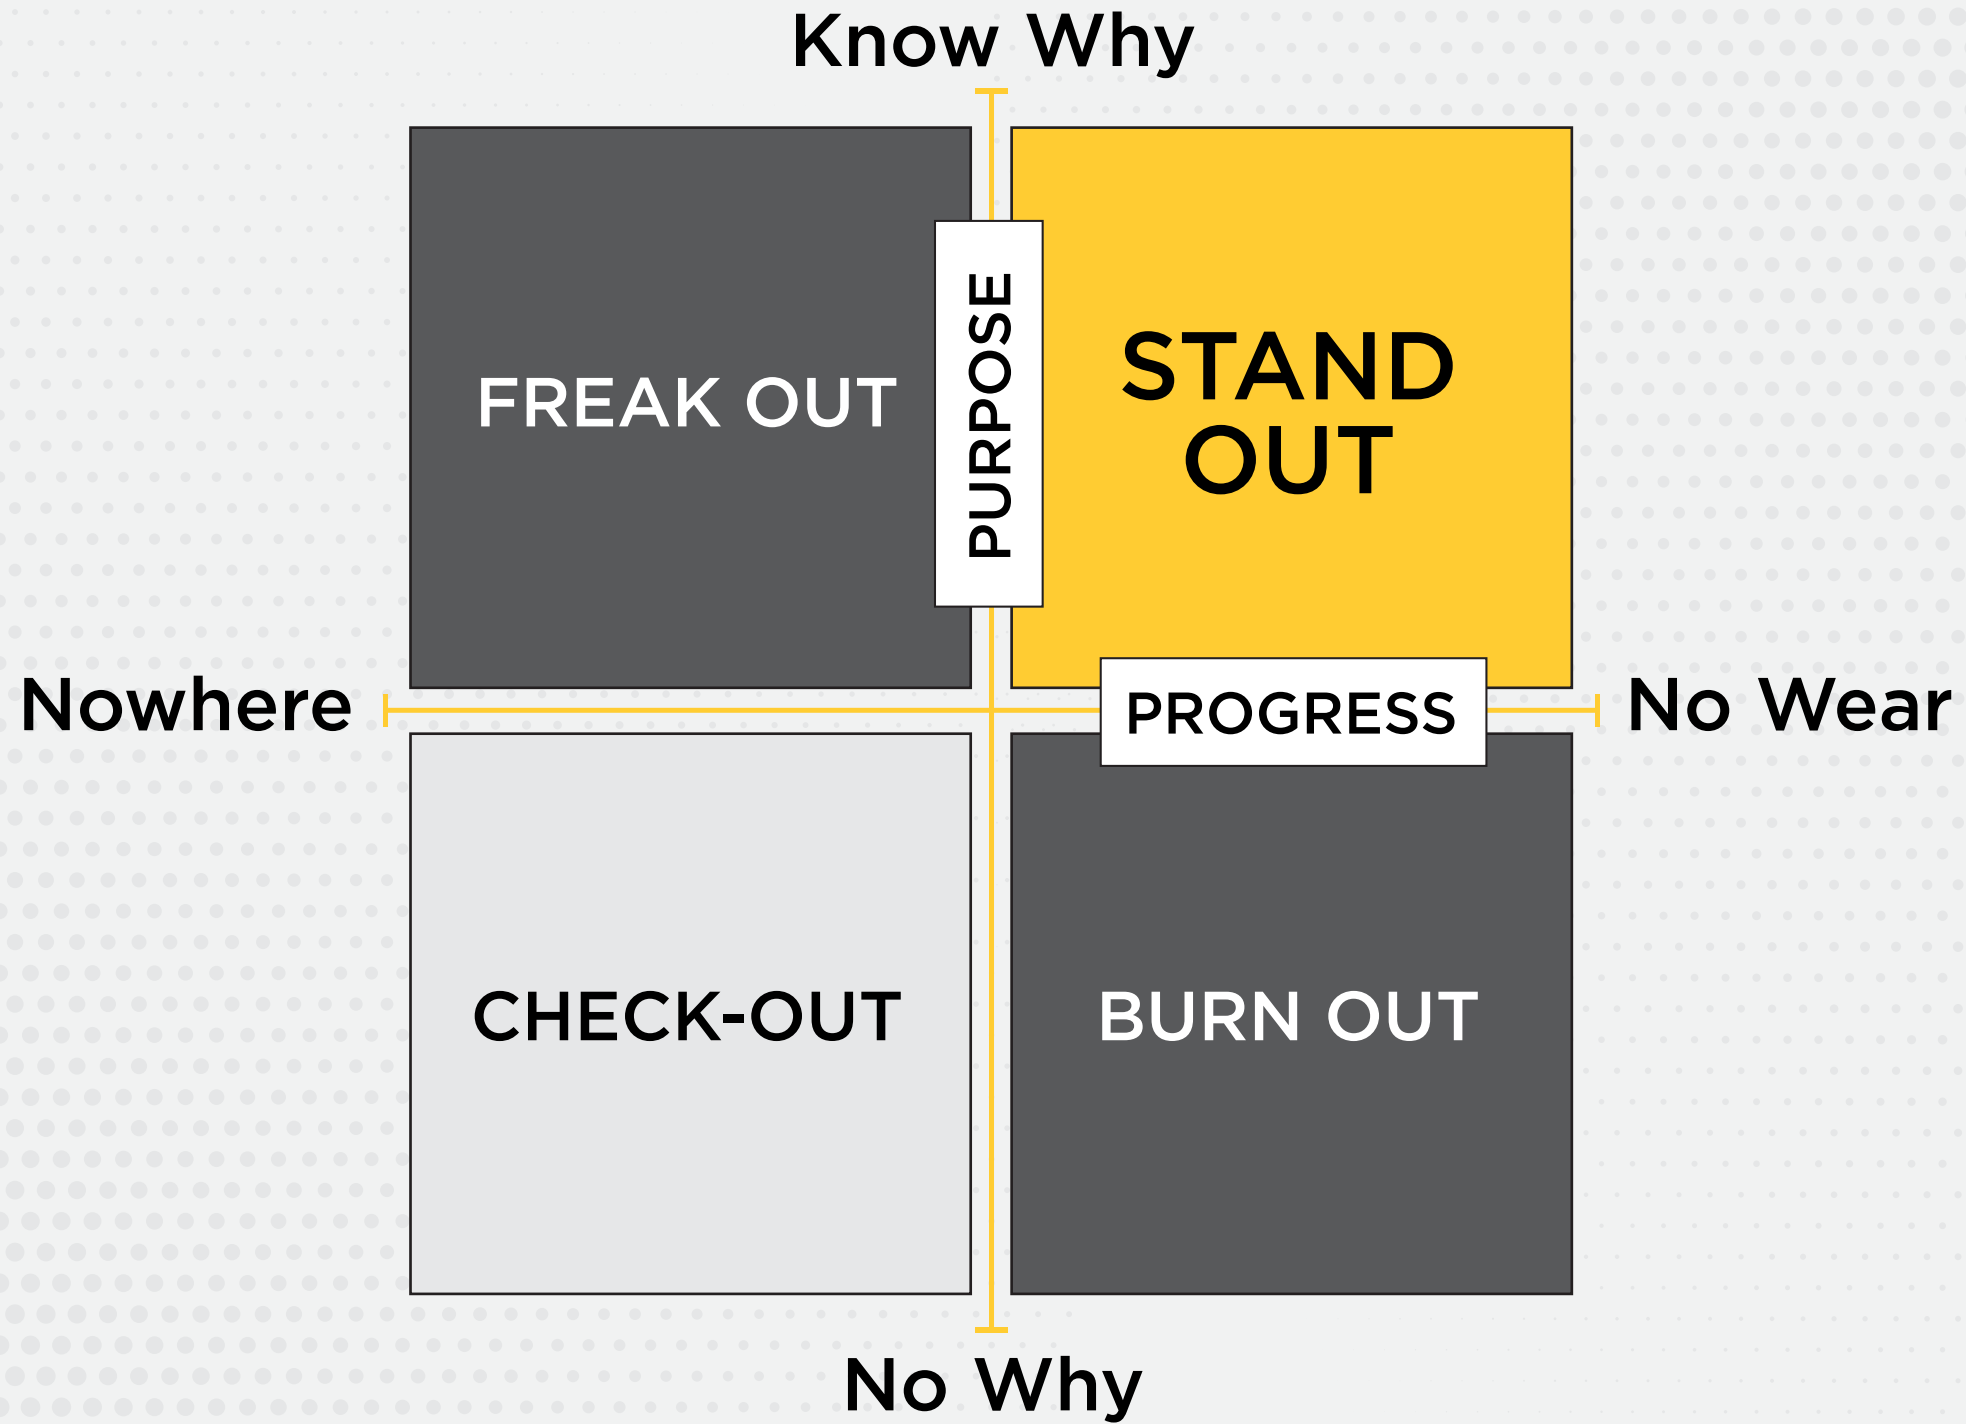 Know Why
FREAK OUT
PURPOSE
STAND
OUT
Nowhere
PROGRESS
No Wear
CHECK-OUT
BURN OUT
No Why